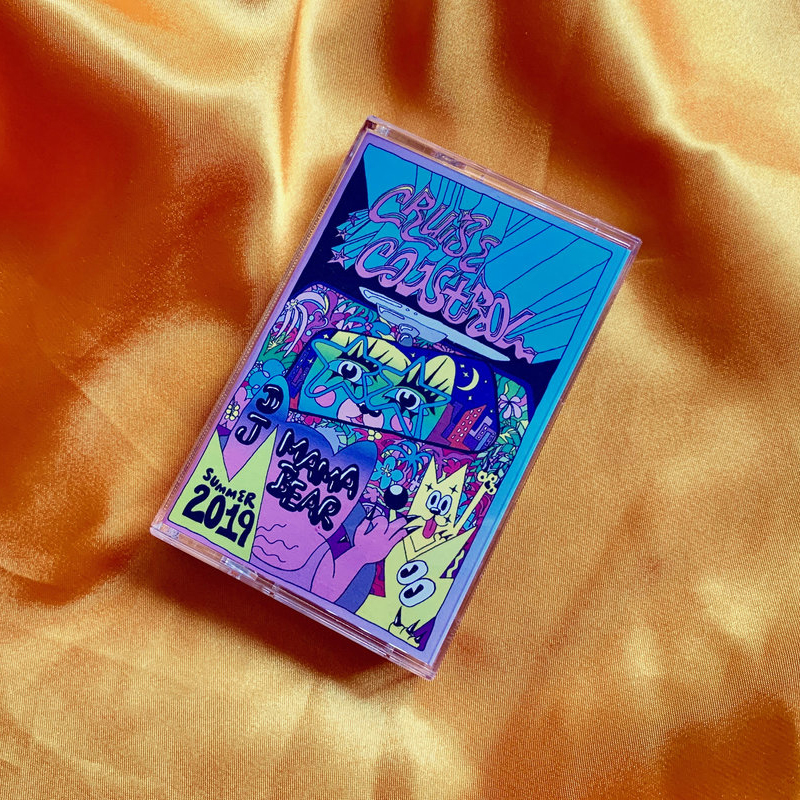 CRUISE
CONTROL
DJ
MAMA
BEAR
SUMMER
2019